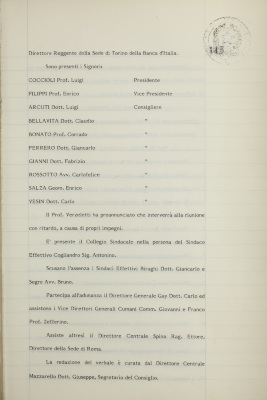 145
Direttore Reggente della Sede di Torino della Banca d'Italia.
Sono presenti i Signori:
COCCIOLI Prof. Luigi Presidente
FILIPPI Prof. Enrico Vice Presidente
ARCUTI Dott. Luigi Consigliere
BELLAVITA Dott. Claudio "
BONATO Prof. Corrado "
FERRERO Dott. Giancarlo "
GIANNI Dott. Fabrizio "
ROSSOTTO Avv. Carlofelice "
SALZA Geom. Enrico "
VESIN Dott. Carlo "
Il Prof. Verzelotti ha preannunciato che interverrà alla riunione
con ritardo, a causa di propri impegni.
E' presente il Collegio Sindacale nella persona del Sindaco
Effettivo Cogliandro Sig. Antonino.
Scusano l'assenza i Sindaci Effettivi Biraghi Dott. Giancarlo e
Segre Avv. Bruno.
Partecipa all'adunanza il Direttore Generale Gay Dott. Carlo ed
assistono i Vice Direttori Generali Comani Comm. Giovanni e Franco
Prof. Zefferino.
Assiste altresì il Direttore Centrale Spina Rag. Ettore,
Direttore della Sede di Roma.
La redazione del verbale è curata dal Direttore Centrale
Mazzarello Dott. Giuseppe, Segretario del Consiglio.